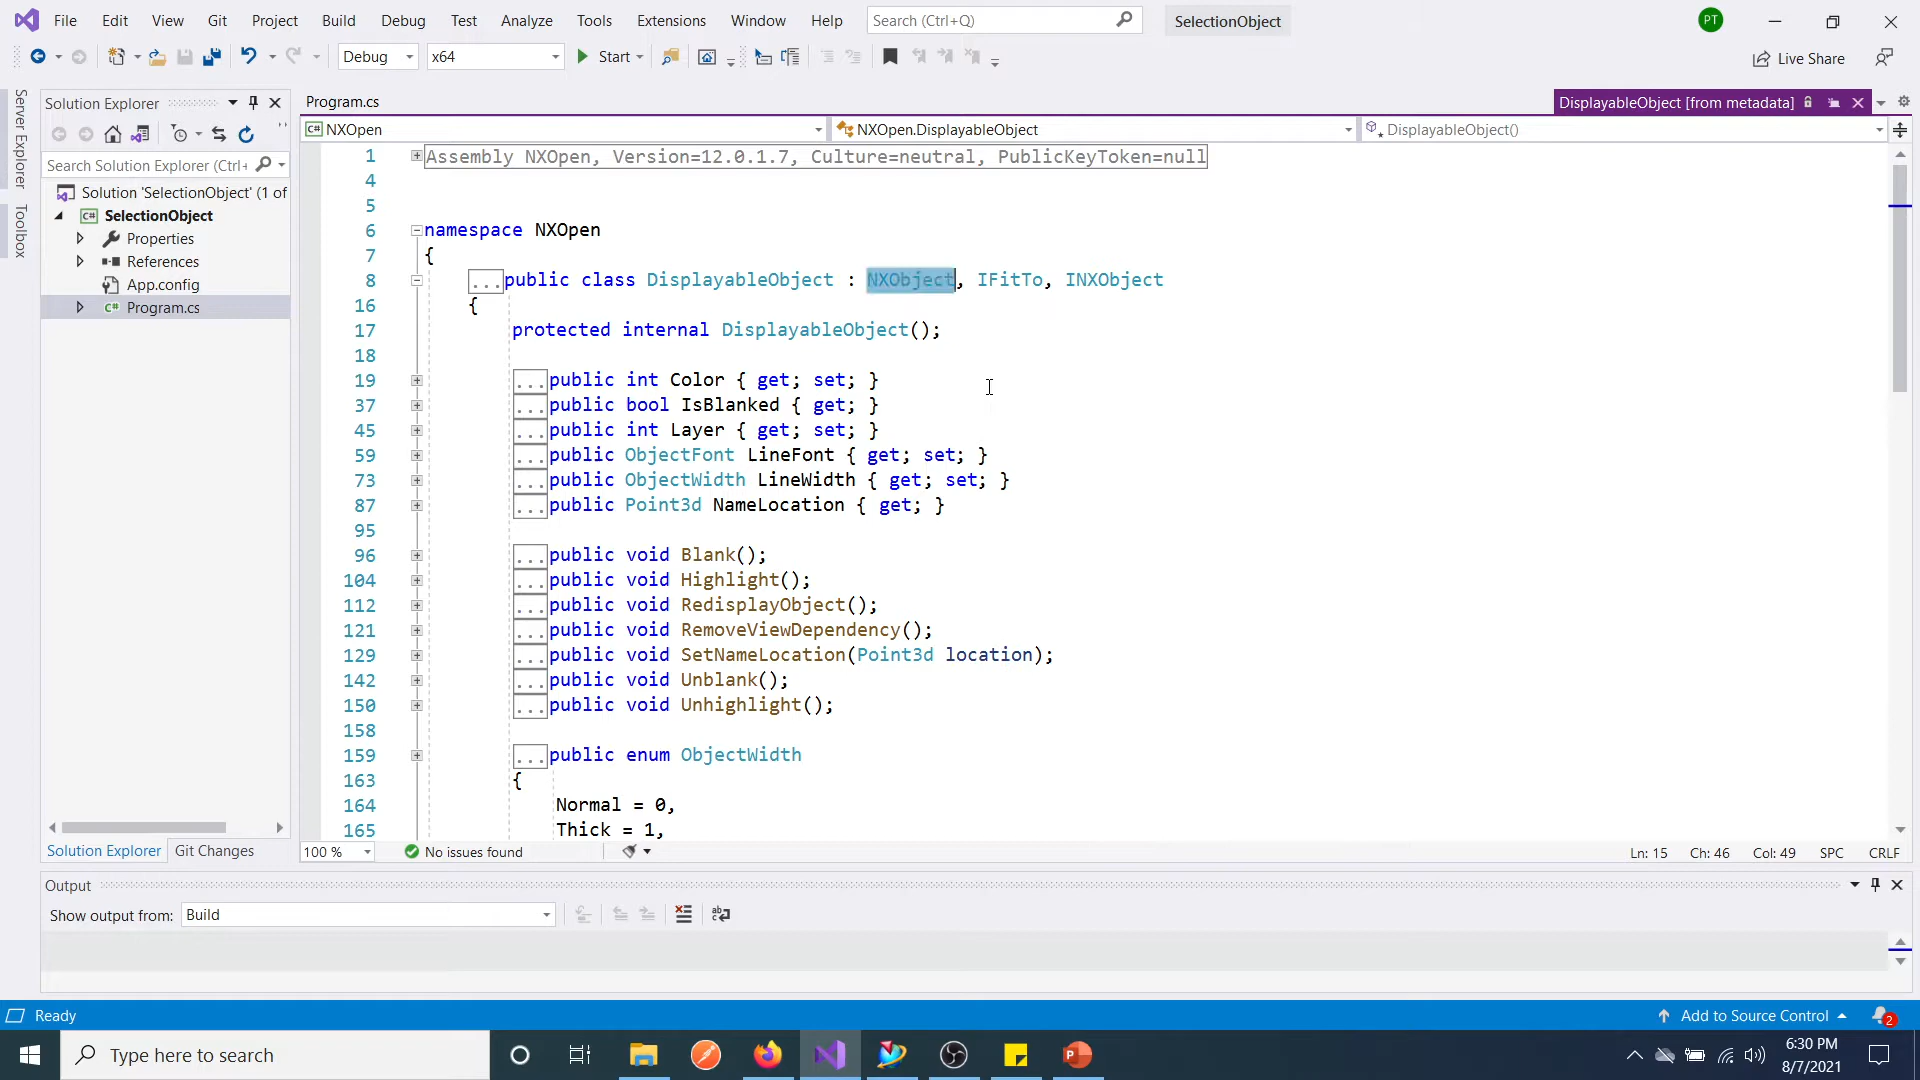 File Edit View Git Project Build Debug Test Analyze Tools Extensions Window Help Search (Ctrl+Q) SelectionObject PT
Debug x64 Start Live Share
Server Explorer
Toolbox
Solution Explorer
Search Solution Explorer (Ctrl+
Solution 'SelectionObject' (1 of
C# SelectionObject
Properties
References
App.config
C# Program.cs
Solution Explorer Git Changes
Program.cs DisplayableObject [from metadata]
C# NXOpen NXOpen.DisplayableObject DisplayableObject()
1 Assembly NXOpen, Version=12.0.1.7, Culture=neutral, PublicKeyToken=null
4
5
6 namespace NXOpen
7 {
8 ...public class DisplayableObject : NXObject, IFitTo, INXObject
16 {
17 protected internal DisplayableObject();
18
19 ...public int Color { get; set; }
37 ...public bool IsBlanked { get; }
45 ...public int Layer { get; set; }
59 ...public ObjectFont LineFont { get; set; }
73 ...public ObjectWidth LineWidth { get; set; }
87 ...public Point3d NameLocation { get; }
95
96 ...public void Blank();
104 ...public void Highlight();
112 ...public void RedisplayObject();
121 ...public void RemoveViewDependency();
129 ...public void SetNameLocation(Point3d location);
142 ...public void Unblank();
150 ...public void Unhighlight();
158
159 ...public enum ObjectWidth
163 {
164 Normal = 0,
165 Thick = 1,
100 % No issues found Ln: 15 Ch: 46 Col: 49 SPC CRLF
Output
Show output from: Build
Ready Add to Source Control 2
Type here to search
6:30 PM
8/7/2021